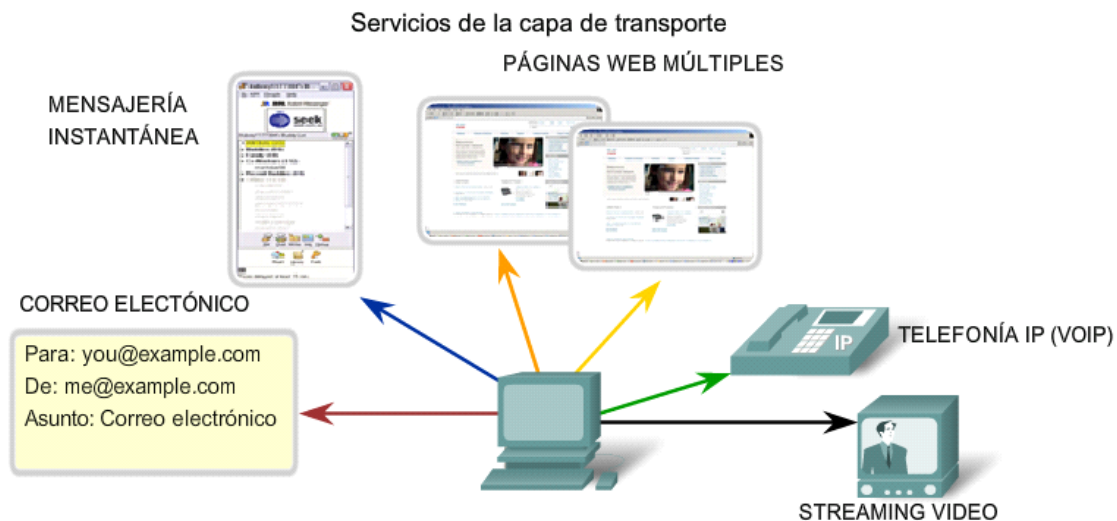 Servicios de la capa de transporte
PÁGINAS WEB MÚLTIPLES
MENSAJERÍA
INSTANTÁNEA
seek
CORREO ELECTÓNICO
Para: you@example.com
De: me@example.com
Asunto: Correo electrónico
IP
TELEFONÍA IP (VOIP)
STREAMING VIDEO